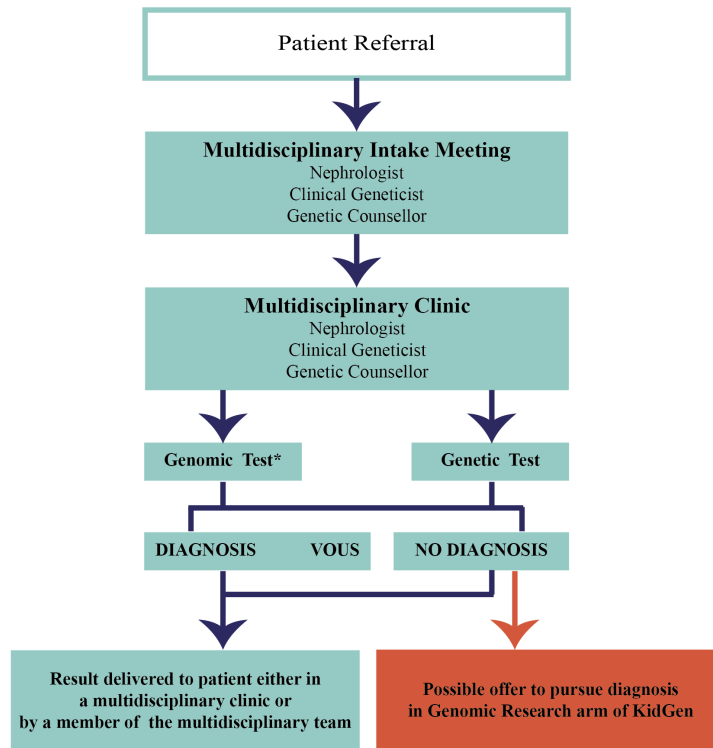 Patient Referral
Multidisciplinary Intake Meeting
Nephrologist
Clinical Geneticist
Genetic Counsellor
Multidisciplinary Clinic
Nephrologist
Clinical Geneticist
Genetic Counsellor
Genomic Test*
Genetic Test
DIAGNOSIS VOUS
NO DIAGNOSIS
Result delivered to patient either in
a multidisciplinary clinic or
by a member of the multidisciplinary team
Possible offer to pursue diagnosis
in Genomic Research arm of KidGen